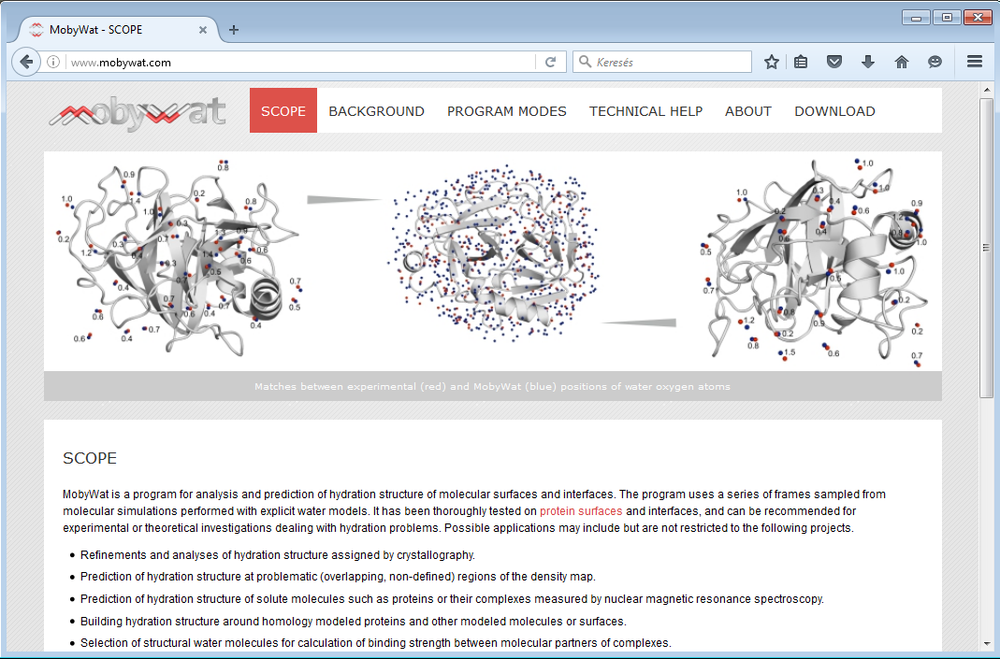 MobyWat - SCOPE
www.mobywat.com
Keresés
mobywat
SCOPE BACKGROUND PROGRAM MODES TECHNICAL HELP ABOUT DOWNLOAD
Matches between experimental (red) and MobyWat (blue) positions of water oxygen atoms
SCOPE
MobyWat is a program for analysis and prediction of hydration structure of molecular surfaces and interfaces. The program uses a series of frames sampled from
molecular simulations performed with explicit water models. It has been thoroughly tested on protein surfaces and interfaces, and can be recommended for
experimental or theoretical investigations dealing with hydration problems. Possible applications may include but are not restricted to the following projects.
• Refinements and analyses of hydration structure assigned by crystallography.
• Prediction of hydration structure at problematic (overlapping, non-defined) regions of the density map.
• Prediction of hydration structure of solute molecules such as proteins or their complexes measured by nuclear magnetic resonance spectroscopy.
• Building hydration structure around homology modeled proteins and other modeled molecules or surfaces.
• Selection of structural water molecules for calculation of binding strength between molecular partners of complexes.